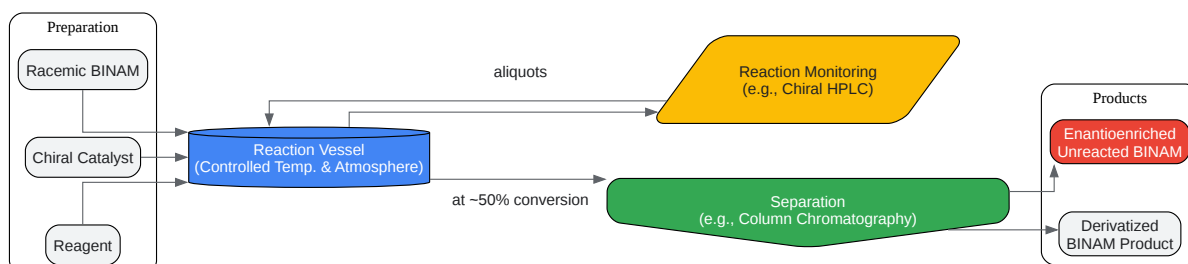 Preparation
Racemic BINAM
Chiral Catalyst
Reagent
Reaction Vessel
(Controlled Temp. & Atmosphere)
aliquots
Reaction Monitoring
(e.g., Chiral HPLC)
at ~50% conversion
Separation
(e.g., Column Chromatography)
Products
Enantioenriched
Unreacted BINAM
Derivatized
BINAM Product